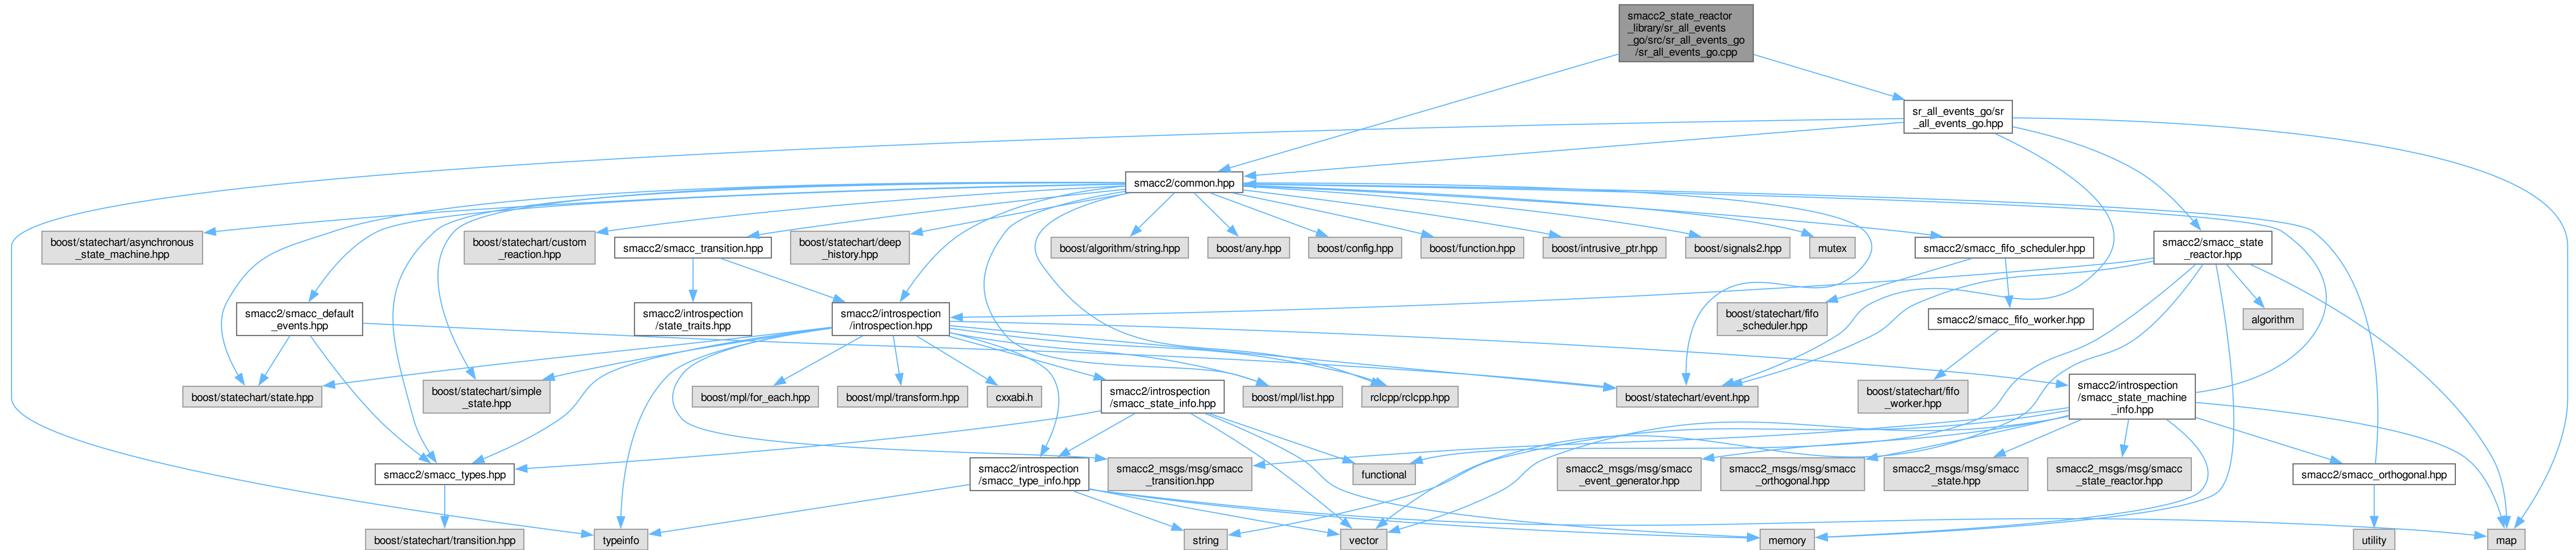 smacc2_state_reactor
_library/sr_all_events
_go/src/sr_all_events_go
/sr_all_events_go.cpp
sr_all_events_go/sr
_all_events_go.hpp
smacc2/common.hpp
boost/statechart/asynchronous
_state_machine.hpp
boost/statechart/custom
_reaction.hpp
smacc2/smacc_transition.hpp
boost/statechart/deep
_history.hpp
boost/algorithm/string.hpp
boost/any.hpp
boost/config.hpp
boost/function.hpp
boost/intrusive_ptr.hpp
boost/signals2.hpp
mutex
smacc2/smacc_fifo_scheduler.hpp
smacc2/smacc_state
_reactor.hpp
smacc2/smacc_default
_events.hpp
smacc2/introspection
/state_traits.hpp
smacc2/introspection
/introspection.hpp
boost/statechart/fifo
_scheduler.hpp
smacc2/smacc_fifo_worker.hpp
algorithm
boost/statechart/state.hpp
boost/statechart/simple
_state.hpp
boost/mpl/for_each.hpp
boost/mpl/transform.hpp
cxxabi.h
smacc2/introspection
/smacc_state_info.hpp
boost/mpl/list.hpp
rclcpp/rclcpp.hpp
boost/statechart/event.hpp
boost/statechart/fifo
_worker.hpp
smacc2/introspection
/smacc_state_machine
_info.hpp
smacc2/smacc_types.hpp
smacc2/introspection
/smacc_type_info.hpp
smacc2_msgs/msg/smacc
_transition.hpp
functional
smacc2_msgs/msg/smacc
_event_generator.hpp
smacc2_msgs/msg/smacc
_orthogonal.hpp
smacc2_msgs/msg/smacc
_state.hpp
smacc2_msgs/msg/smacc
_state_reactor.hpp
smacc2/smacc_orthogonal.hpp
boost/statechart/transition.hpp
typeinfo
string
vector
memory
utility
map